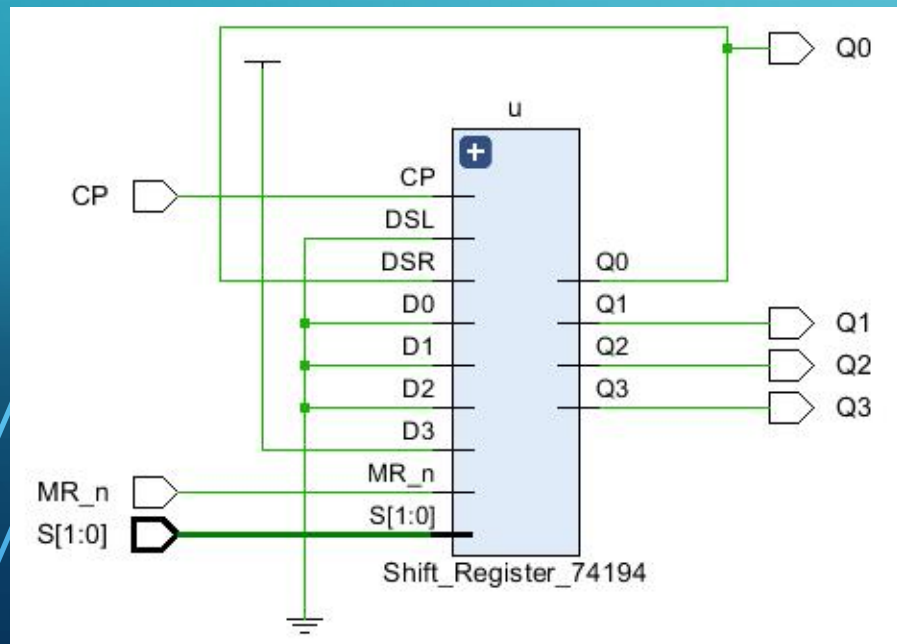 Q0
u
CP
CP
DSL
DSR
Q0
D0
Q1
Q1
D1
Q2
Q2
D2
Q3
Q3
D3
MR_n
MR_n
S[1:0]
S[1:0]
Shift_Register_74194